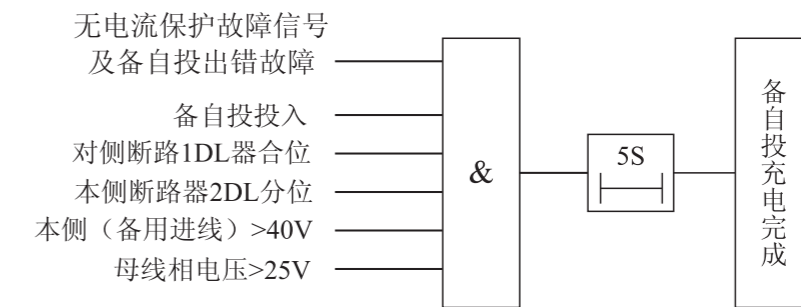 无电流保护故障信号
及备自投出错故障
备自投投入
对侧断路1DL器合位
本侧断路器2DL分位
本侧（备用进线）>40V
母线相电压>25V
&
5S
备自投充电完成